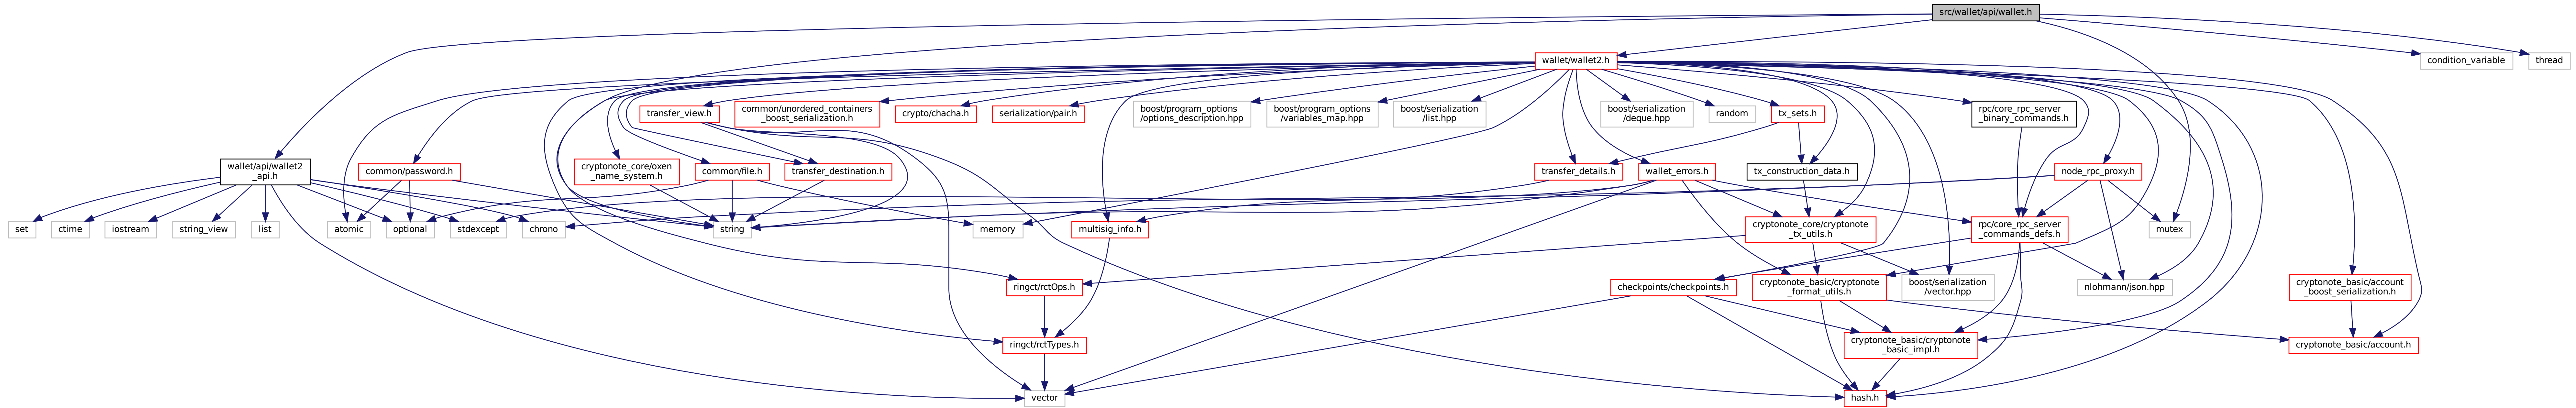 src/wallet/api/wallet.h
wallet/wallet2.h
condition_variable
thread
transfer_view.h
common/unordered_containers
_boost_serialization.h
crypto/chacha.h
serialization/pair.h
boost/program_options
/options_description.hpp
boost/program_options
/variables_map.hpp
boost/serialization
/list.hpp
boost/serialization
/deque.hpp
random
tx_sets.h
rpc/core_rpc_server
_binary_commands.h
wallet/api/wallet2
_api.h
common/password.h
cryptonote_core/oxen
_name_system.h
common/file.h
transfer_destination.h
transfer_details.h
wallet_errors.h
tx_construction_data.h
node_rpc_proxy.h
set
ctime
iostream
string_view
list
atomic
optional
stdexcept
chrono
string
memory
multisig_info.h
cryptonote_core/cryptonote
_tx_utils.h
rpc/core_rpc_server
_commands_defs.h
mutex
ringct/rctOps.h
checkpoints/checkpoints.h
cryptonote_basic/cryptonote
_format_utils.h
boost/serialization
/vector.hpp
nlohmann/json.hpp
cryptonote_basic/account
_boost_serialization.h
ringct/rctTypes.h
cryptonote_basic/cryptonote
_basic_impl.h
cryptonote_basic/account.h
vector
hash.h